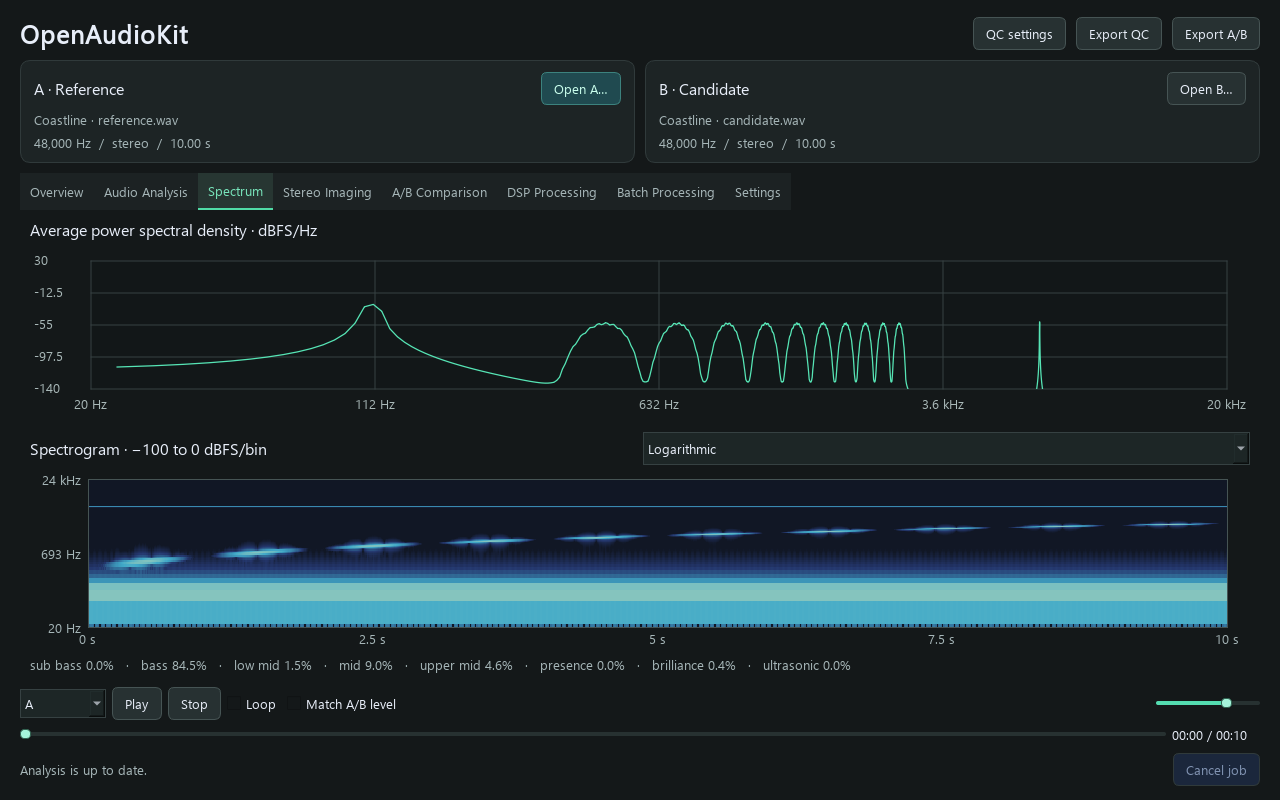 OpenAudioKit
QC settings
Export QC
Export A/B
A · Reference
Open A...
Coastline · reference.wav
48,000 Hz / stereo / 10.00 s
B · Candidate
Open B...
Coastline · candidate.wav
48,000 Hz / stereo / 10.00 s
Overview
Audio Analysis
Spectrum
Stereo Imaging
A/B Comparison
DSP Processing
Batch Processing
Settings
Average power spectral density · dBFS/Hz
30
-12.5
-55
-97.5
-140
20 Hz
112 Hz
632 Hz
3.6 kHz
20 kHz
Spectrogram · −100 to 0 dBFS/bin
Logarithmic
24 kHz
693 Hz
20 Hz
0 s
2.5 s
5 s
7.5 s
10 s
sub bass 0.0% · bass 84.5% · low mid 1.5% · mid 9.0% · upper mid 4.6% · presence 0.0% · brilliance 0.4% · ultrasonic 0.0%
A
Play
Stop
Loop
Match A/B level
00:00 / 00:10
Analysis is up to date.
Cancel job